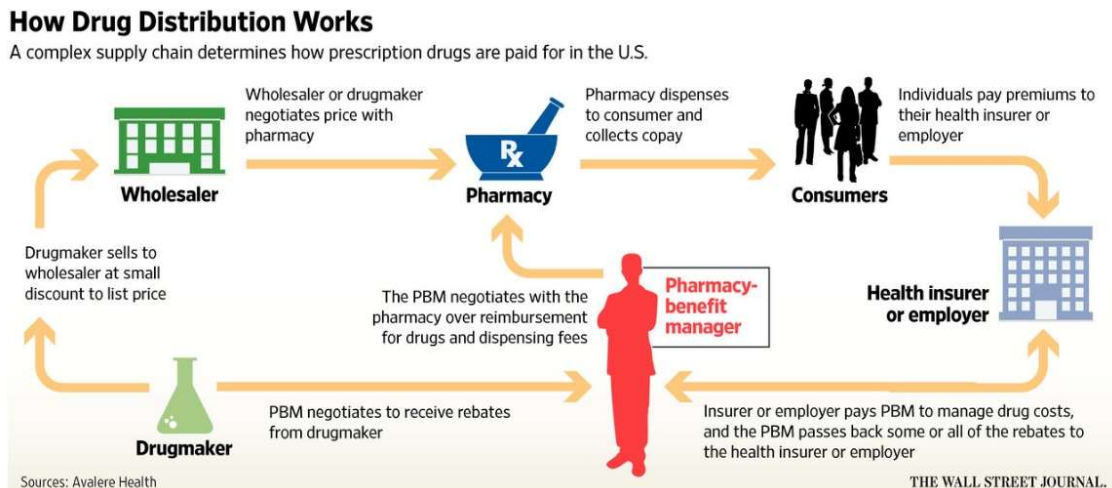 How Drug Distribution Works
A complex supply chain determines how prescription drugs are paid for in the U.S.
Wholesaler or drugmaker
negotiates price with
pharmacy
Pharmacy dispenses
to consumer and
collects copay
Individuals pay premiums to
their health insurer or
employer
Rx
Wholesaler
Pharmacy
Consumers
Drugmaker sells to
wholesaler at small
discount to list price
The PBM negotiates with the
pharmacy over reimbursement
for drugs and dispensing fees
Pharmacy-
benefit
manager
Health insurer
or employer
PBM negotiates to receive rebates
from drugmaker
Drugmaker
Insurer or employer pays PBM to manage drug costs,
and the PBM passes back some or all of the rebates to
the health insurer or employer
Sources: Avalere Health
THE WALL STREET JOURNAL.